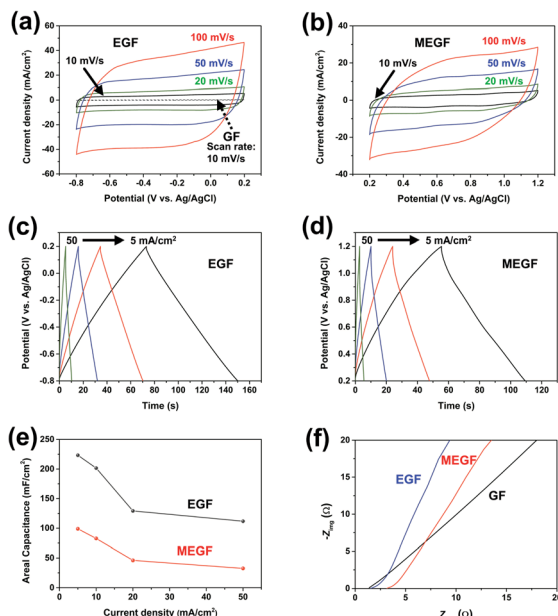 (a)
EGF
100 mV/s
10 mV/s
50 mV/s
20 mV/s
GF
Scan rate:
10 mV/s
Current density (mA/cm²)
60
40
20
0
-20
-40
-60
-0.8
-0.6
-0.4
-0.2
0.0
0.2
Potential (V vs. Ag/AgCl)
(b)
MEGF
100 mV/s
10 mV/s
50 mV/s
20 mV/s
Current density (mA/cm²)
40
20
0
-20
-40
0.2
0.4
0.6
0.8
1.0
1.2
Potential (V vs. Ag/AgCl)
(c)
50
5 mA/cm²
EGF
Potential (V vs. Ag/AgCl)
0.2
0.0
-0.2
-0.4
-0.6
-0.8
0 20 40 60 80 100 120 140 160
Time (s)
(d)
50
5 mA/cm²
MEGF
Potential (V vs. Ag/AgCl)
1.2
1.0
0.8
0.6
0.4
0.2
0 20 40 60 80 100 120
Time (s)
(e)
EGF
MEGF
Areal Capacitance (mF/cm²)
250
200
150
100
50
0
0 10 20 30 40 50
Current density (mA/cm²)
(f)
EGF
MEGF
GF
-Zimg (Ω)
20
15
10
5
0
0 5 10 15 20
Z (Ω)